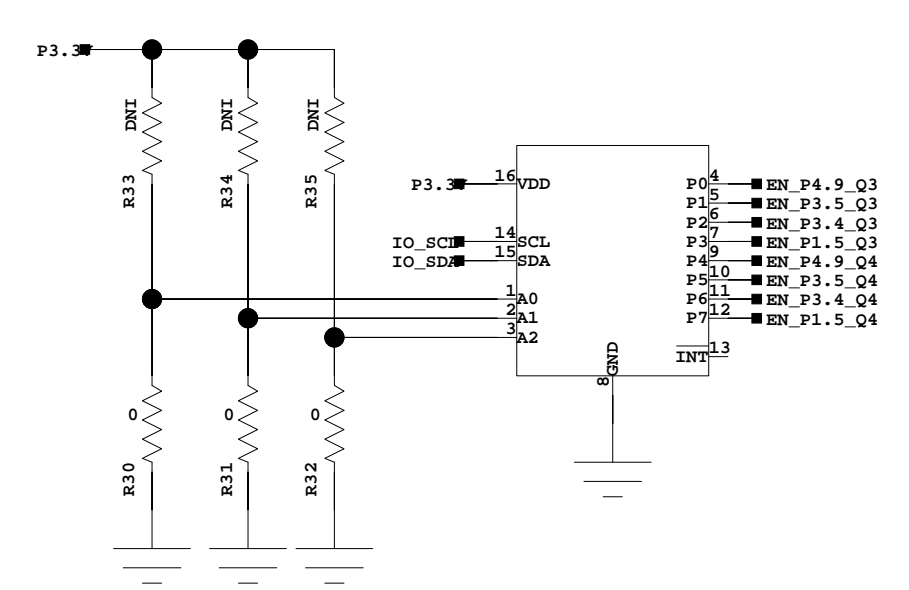 P3.3V
DNI
DNI
DNI
R33
R34
R35
P3.3V
16
VDD
IO_SCL
14
SCL
IO_SDA
15
SDA
1
A0
2
A1
3
A2
P0
4
EN_P4.9_Q3
P1
5
EN_P3.5_Q3
P2
6
EN_P3.4_Q3
P3
7
EN_P1.5_Q3
P4
9
EN_P4.9_Q4
P5
10
EN_P3.5_Q4
P6
11
EN_P3.4_Q4
P7
12
EN_P1.5_Q4
INT
13
GND
8
0
0
0
R30
R31
R32